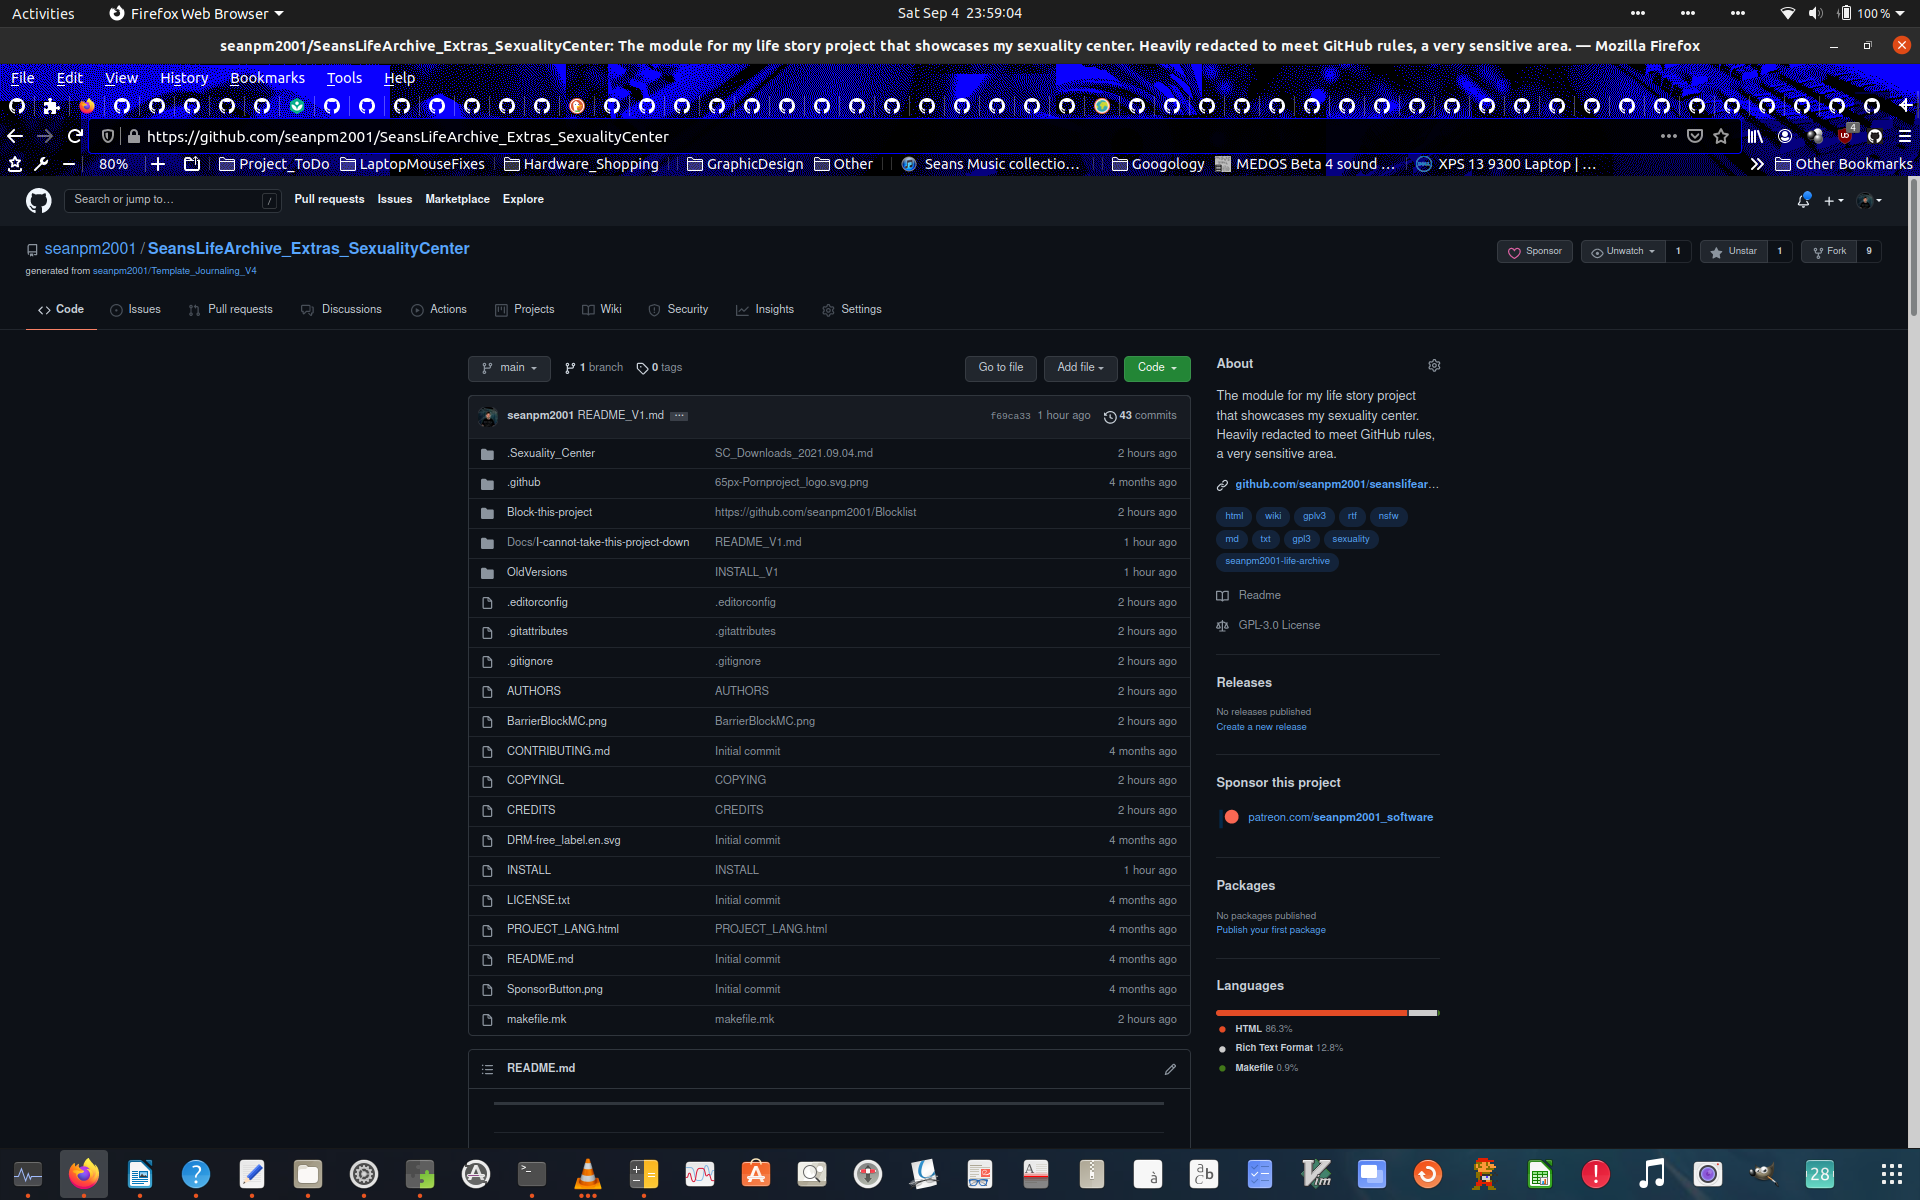 Activities
Firefox Web Browser
Sat Sep 4 23:59:04
100 %
seanpm2001/SeansLifeArchive_Extras_SexualityCenter: The module for my life story project that showcases my sexuality center. Heavily redacted to meet GitHub rules, a very sensitive area. — Mozilla Firefox
File Edit View History Bookmarks Tools Help
https://github.com/seanpm2001/SeansLifeArchive_Extras_SexualityCenter
4
80%
Project_ToDo
LaptopMouseFixes
Hardware_Shopping
GraphicDesign
Other
Seans Music collectio…
Googology
MEDOS Beta 4 sound …
XPS 13 9300 Laptop | …
Other Bookmarks
Search or jump to…
/
Pull requests Issues Marketplace Explore
seanpm2001 / SeansLifeArchive_Extras_SexualityCenter
generated from seanpm2001/Template_Journaling_V4
Sponsor
Unwatch 1
Unstar 1
Fork 9
Code
Issues
Pull requests
Discussions
Actions
Projects
Wiki
Security
Insights
Settings
main
1 branch
0 tags
Go to file
Add file
Code
seanpm2001 README_V1.md ...
f69ca33 1 hour ago 43 commits
.Sexuality_Center SC_Downloads_2021.09.04.md 2 hours ago
.github 65px-Pornproject_logo.svg.png 4 months ago
Block-this-project https://github.com/seanpm2001/Blocklist 2 hours ago
Docs/I-cannot-take-this-project-down README_V1.md 1 hour ago
OldVersions INSTALL_V1 1 hour ago
.editorconfig .editorconfig 2 hours ago
.gitattributes .gitattributes 2 hours ago
.gitignore .gitignore 2 hours ago
AUTHORS AUTHORS 2 hours ago
BarrierBlockMC.png BarrierBlockMC.png 2 hours ago
CONTRIBUTING.md Initial commit 4 months ago
COPYINGL COPYING 2 hours ago
CREDITS CREDITS 2 hours ago
DRM-free_label.en.svg Initial commit 4 months ago
INSTALL INSTALL 1 hour ago
LICENSE.txt Initial commit 4 months ago
PROJECT_LANG.html PROJECT_LANG.html 4 months ago
README.md Initial commit 4 months ago
SponsorButton.png Initial commit 4 months ago
makefile.mk makefile.mk 2 hours ago
README.md
About
The module for my life story project
that showcases my sexuality center.
Heavily redacted to meet GitHub rules,
a very sensitive area.
github.com/seanpm2001/seanslifear…
html wiki gplv3 rtf nsfw
md txt gpl3 sexuality
seanpm2001-life-archive
Readme
GPL-3.0 License
Releases
No releases published
Create a new release
Sponsor this project
patreon.com/seanpm2001_software
Packages
No packages published
Publish your first package
Languages
HTML 86.3%
Rich Text Format 12.8%
Makefile 0.9%
28